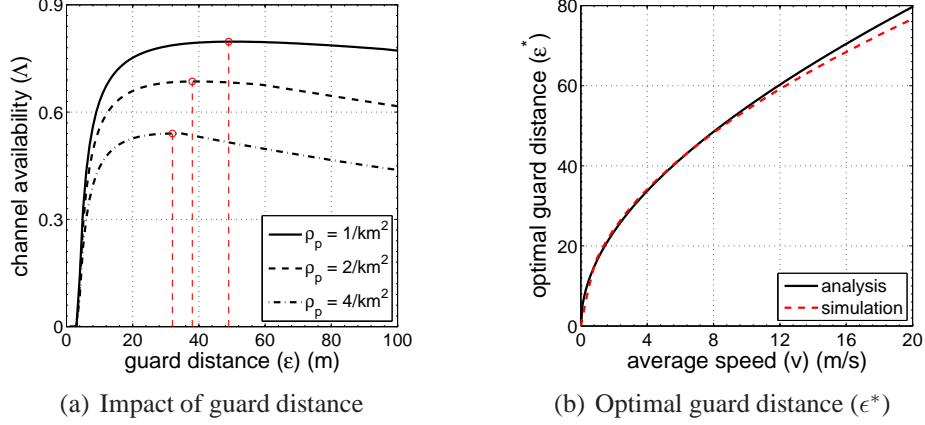 0.9
0.6
0.3
0
channel availability (Λ)
0 20 40 60 80 100
guard distance (ε) (m)
ρp = 1/km²
ρp = 2/km²
ρp = 4/km²
(a) Impact of guard distance
80
60
40
20
0
optimal guard distance (ε*)
0 4 8 12 16 20
average speed (v) (m/s)
analysis
simulation
(b) Optimal guard distance (ϵ*)